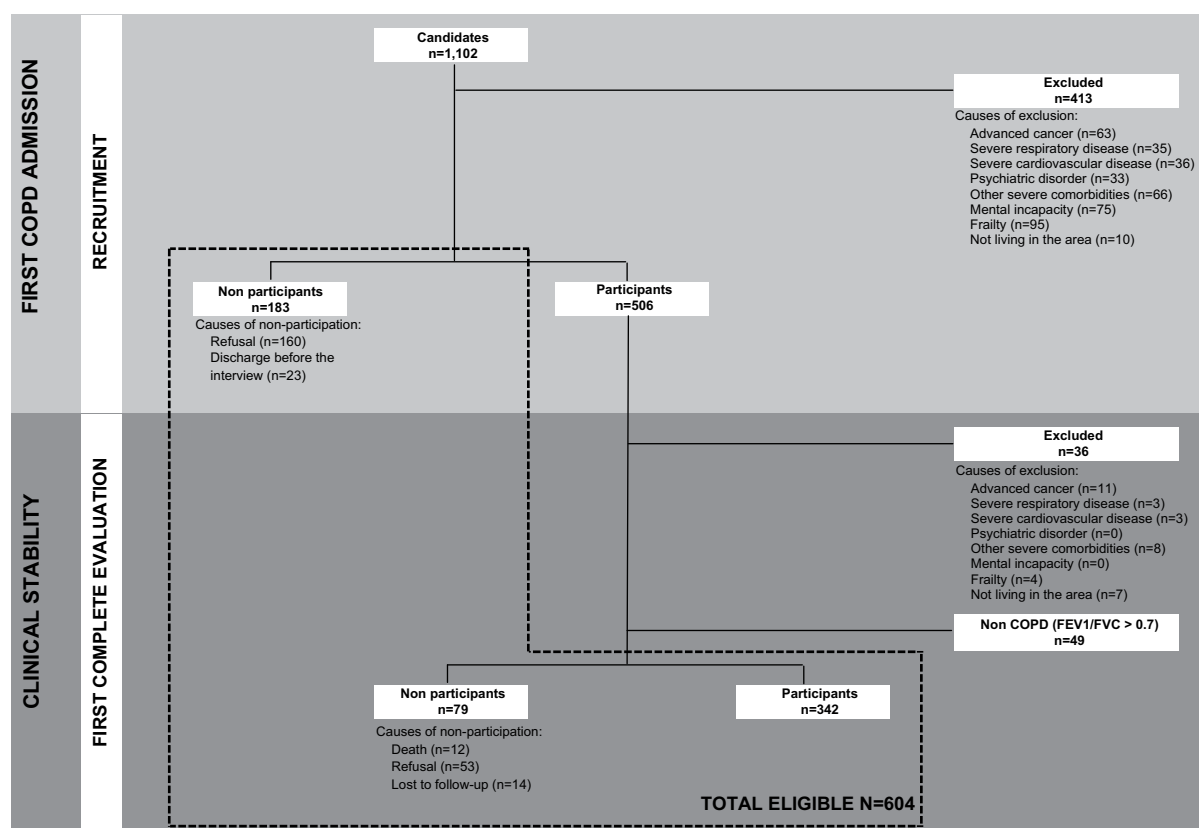 FIRST COPD ADMISSION
RECRUITMENT
Candidates
n=1,102
Excluded
n=413
Causes of exclusion:
Advanced cancer (n=63)
Severe respiratory disease (n=35)
Severe cardiovascular disease (n=36)
Psychiatric disorder (n=33)
Other severe comorbidities (n=66)
Mental incapacity (n=75)
Frailty (n=95)
Not living in the area (n=10)
Non participants
n=183
Causes of non-participation:
Refusal (n=160)
Discharge before the
interview (n=23)
Participants
n=506
CLINICAL STABILITY
FIRST COMPLETE EVALUATION
Excluded
n=36
Causes of exclusion:
Advanced cancer (n=11)
Severe respiratory disease (n=3)
Severe cardiovascular disease (n=3)
Psychiatric disorder (n=0)
Other severe comorbidities (n=8)
Mental incapacity (n=0)
Frailty (n=4)
Not living in the area (n=7)
Non COPD (FEV1/FVC > 0.7)
n=49
Non participants
n=79
Causes of non-participation:
Death (n=12)
Refusal (n=53)
Lost to follow-up (n=14)
Participants
n=342
TOTAL ELIGIBLE N=604